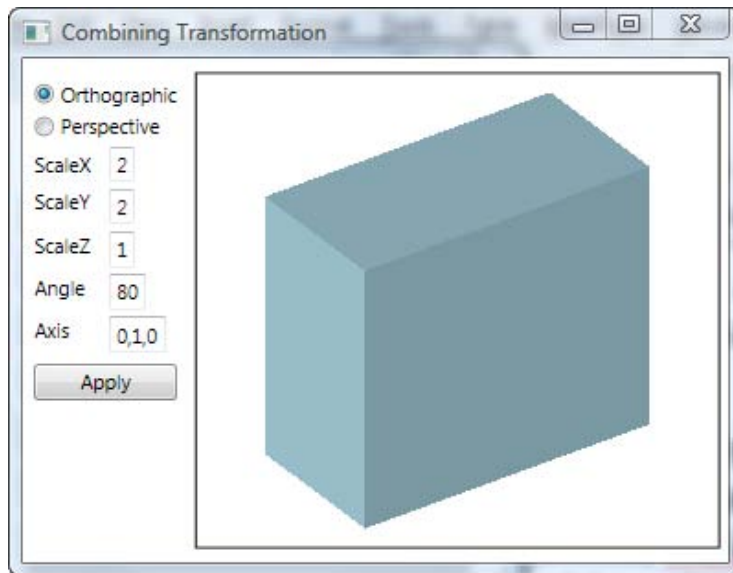 Combining Transformation
Orthographic
Perspective
ScaleX 2
ScaleY 2
ScaleZ 1
Angle 80
Axis 0,1,0
Apply